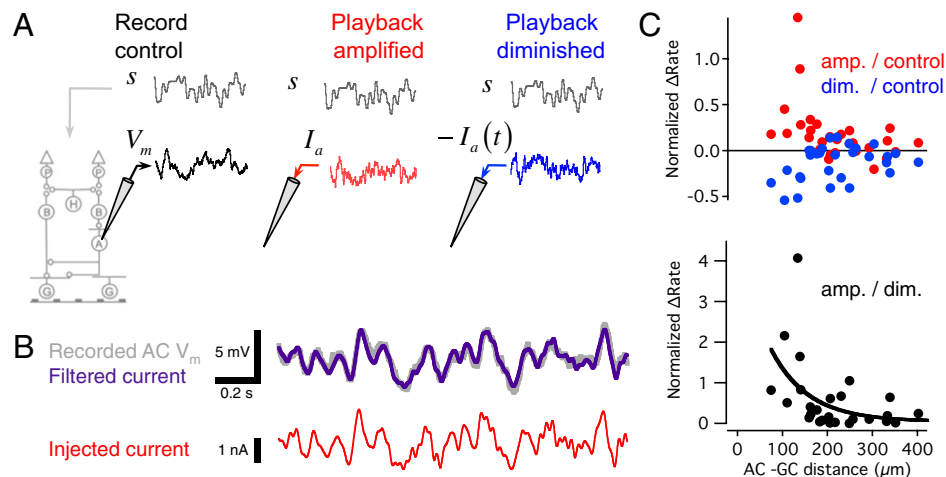 A
Record
control
Playback
amplified
Playback
diminished
s
s
s
V_m
I_a
− I_a(t)
P
P
H
B
B
A
G
G
B
Recorded AC V_m
Filtered current
5 mV
0.2 s
Injected current
1 nA
C
Normalized ΔRate
1.0
0.5
0.0
-0.5
amp. / control
dim. / control
Normalized ΔRate
4
3
2
1
0
amp. / dim.
0 100 200 300 400
AC -GC distance (µm)